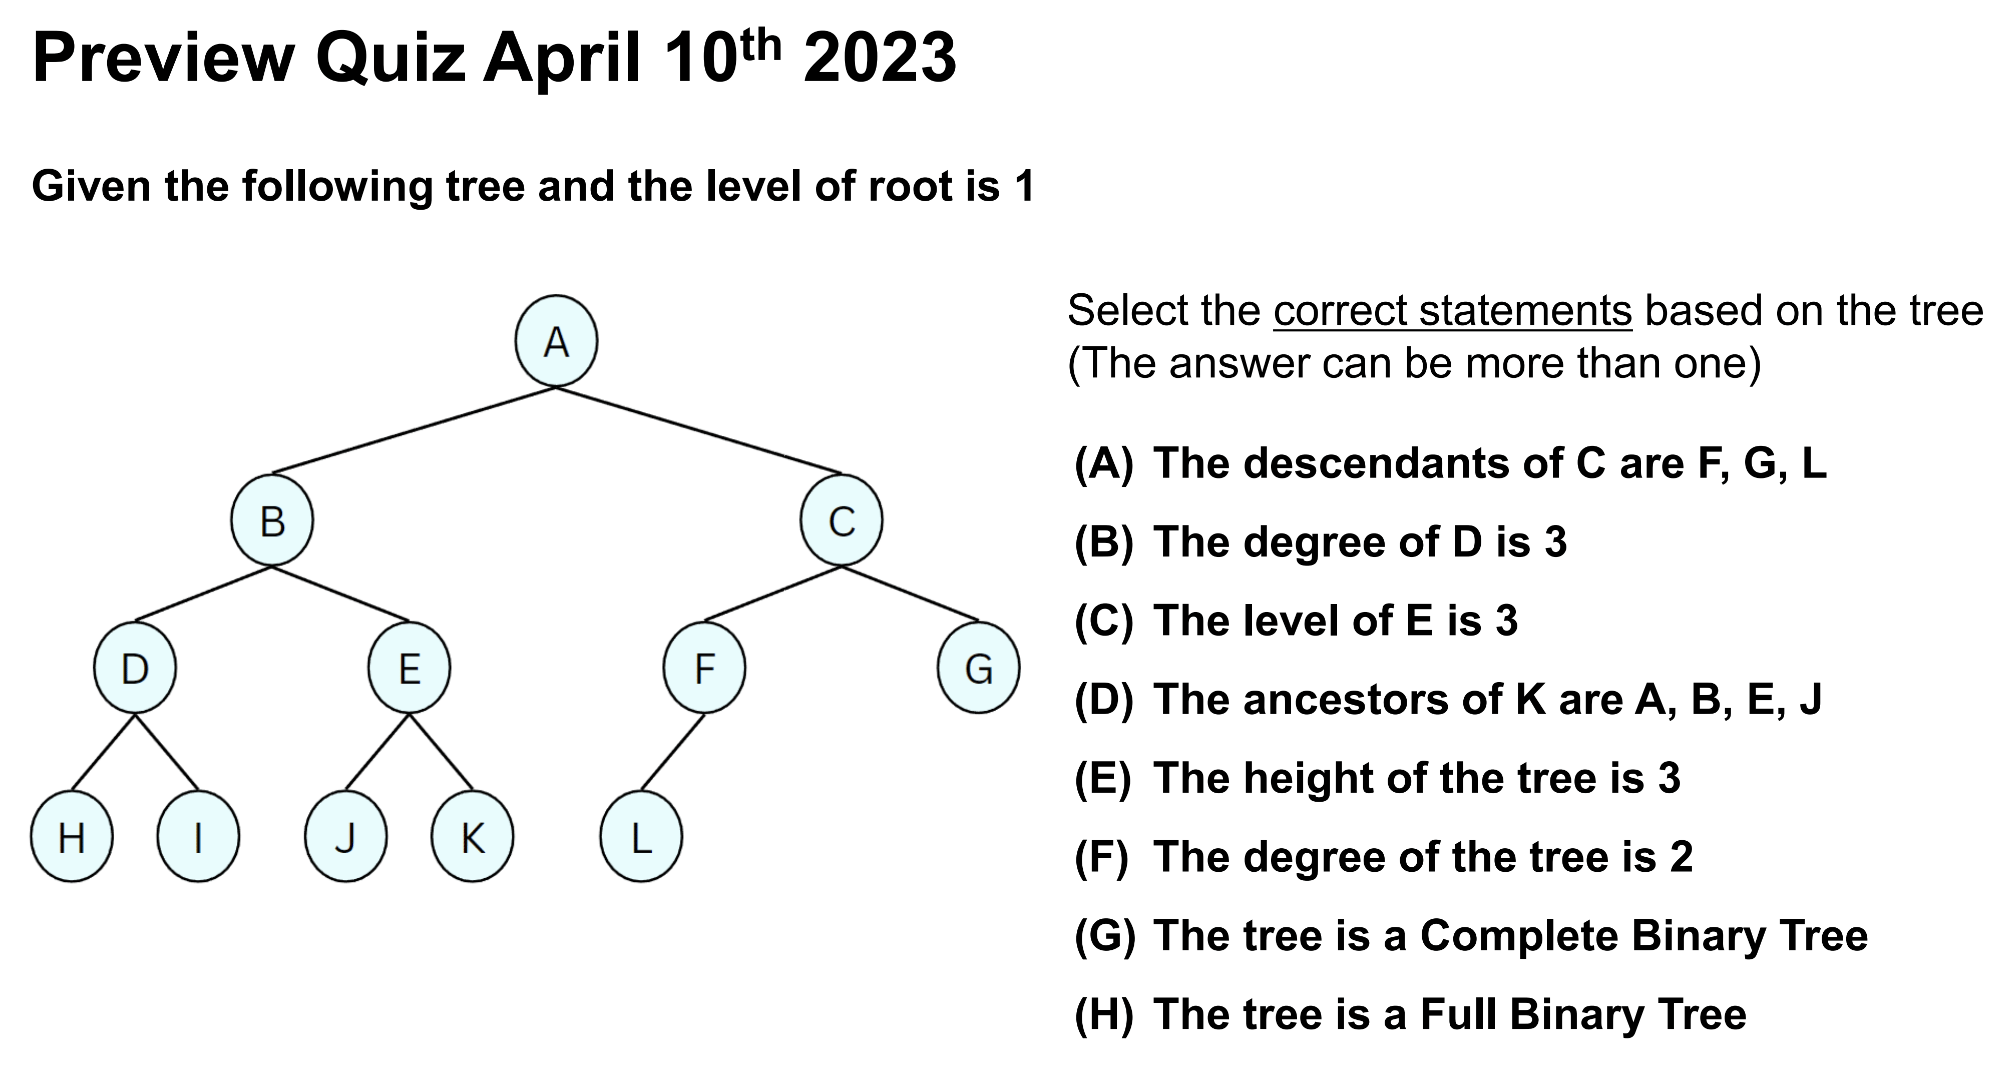 Preview Quiz April 10th 2023
Given the following tree and the level of root is 1
A
B
C
D
E
F
G
H
I
J
K
L
Select the correct statements based on the tree
(The answer can be more than one)
(A) The descendants of C are F, G, L
(B) The degree of D is 3
(C) The level of E is 3
(D) The ancestors of K are A, B, E, J
(E) The height of the tree is 3
(F) The degree of the tree is 2
(G) The tree is a Complete Binary Tree
(H) The tree is a Full Binary Tree